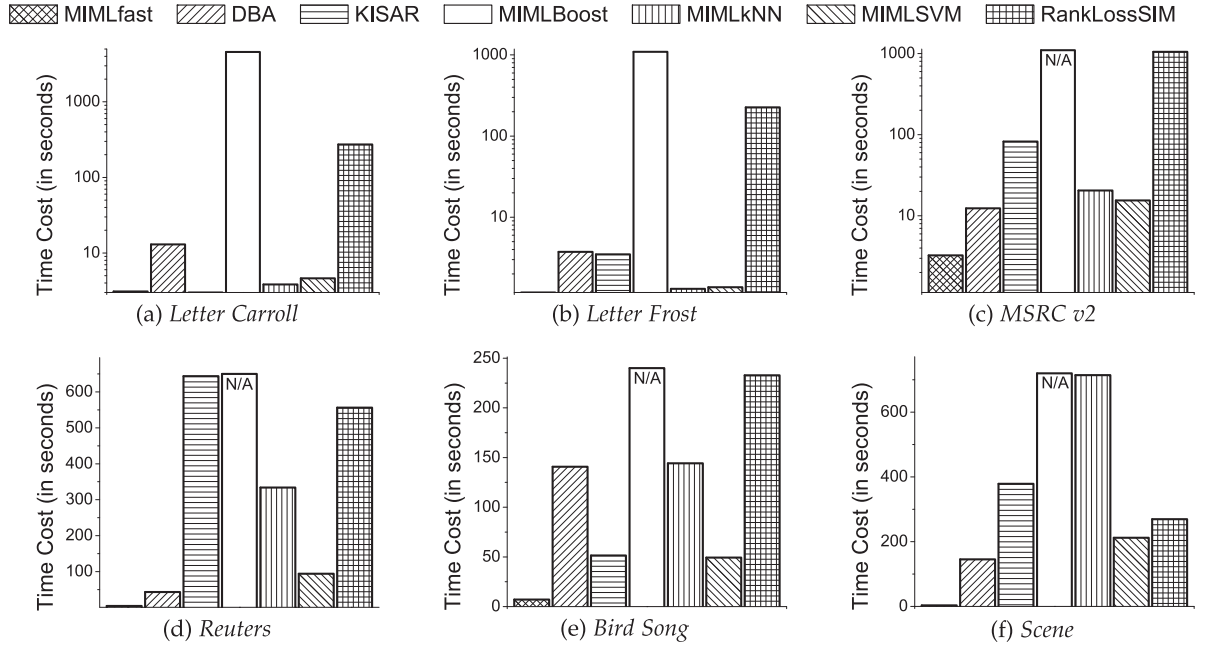 MIMLfast DBA KISAR MIMLBoost MIMLkNN MIMLSVM RankLossSIM
Time Cost (in seconds)
1000
100
10
(a) Letter Carroll
Time Cost (in seconds)
1000
100
10
(b) Letter Frost
Time Cost (in seconds)
1000
100
10
N/A
(c) MSRC v2
Time Cost (in seconds)
600
500
400
300
200
100
N/A
(d) Reuters
Time Cost (in seconds)
250
200
150
100
50
0
N/A
(e) Bird Song
Time Cost (in seconds)
600
400
200
0
N/A
(f) Scene